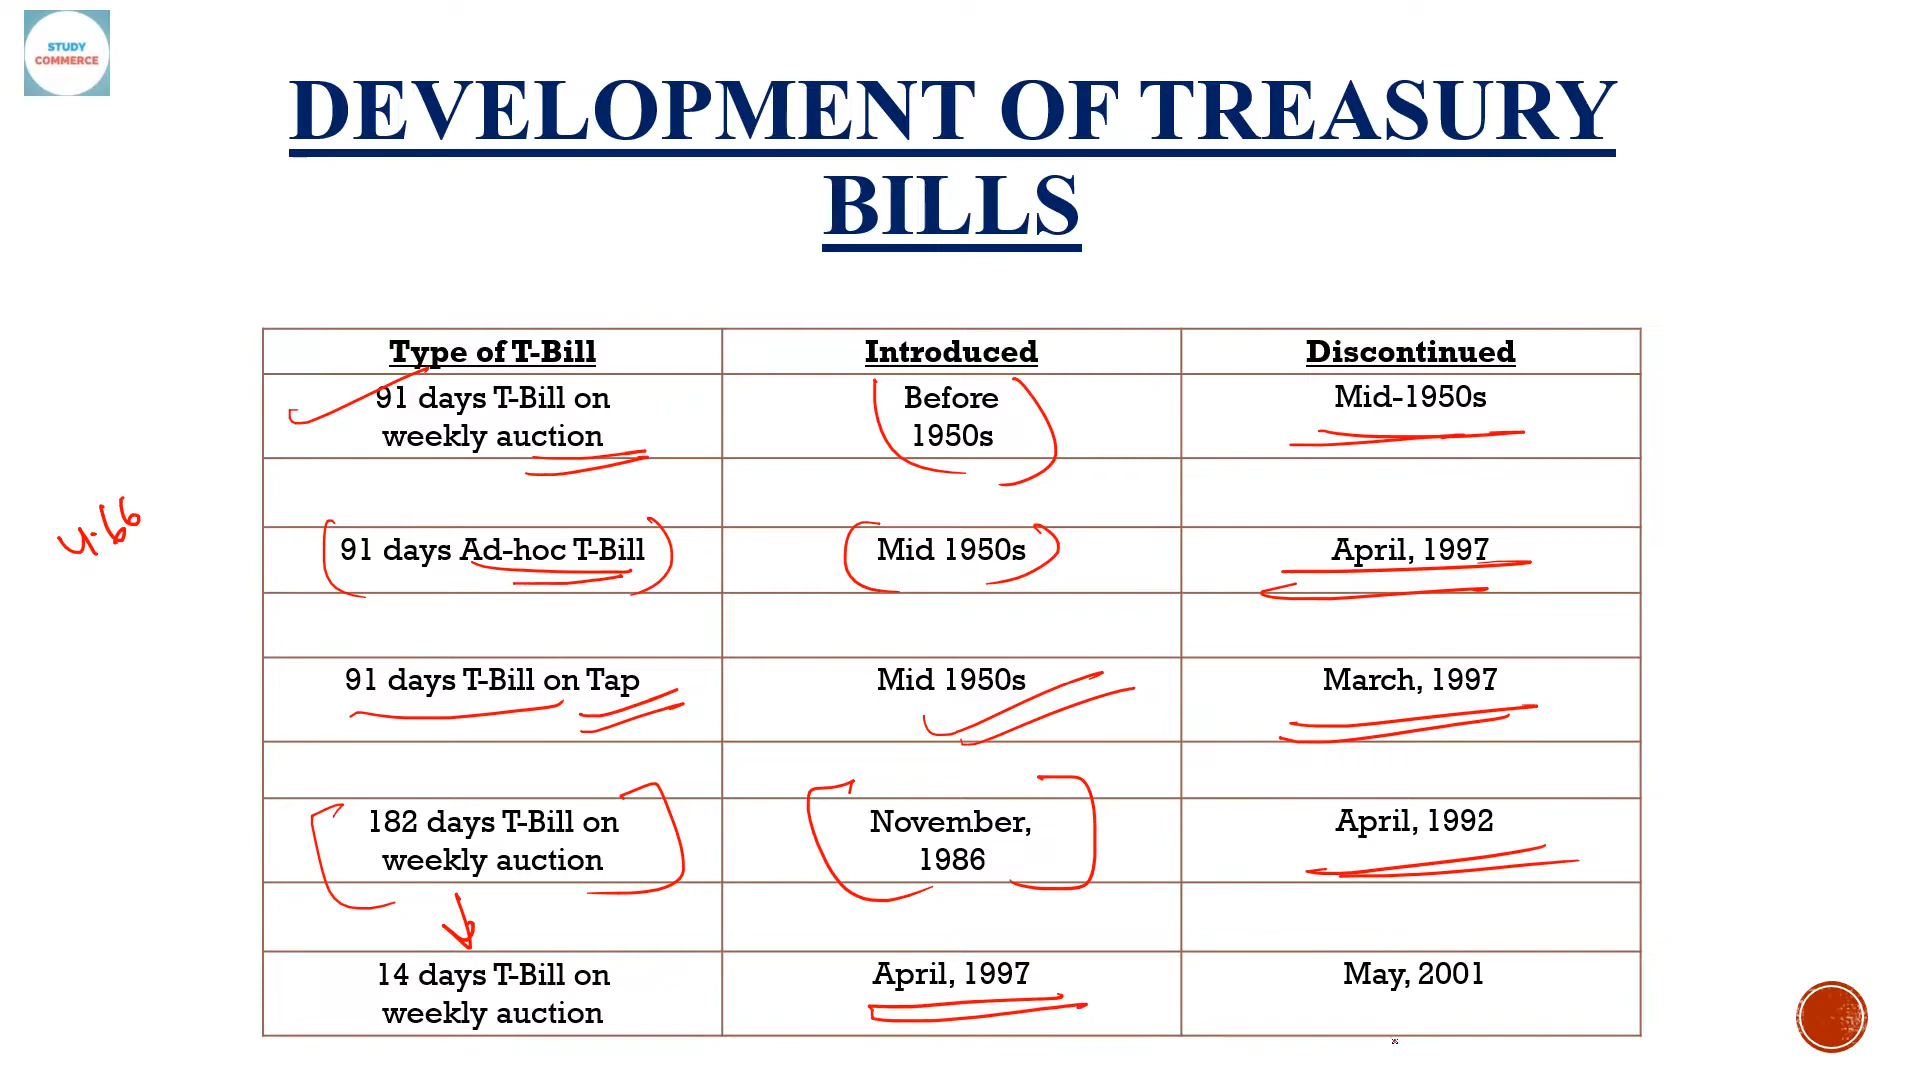 STUDY
COMMERCE
DEVELOPMENT OF TREASURY
BILLS
Type of T-Bill
Introduced
Discontinued
91 days T-Bill on
weekly auction
Before
1950s
Mid-1950s
4.66
91 days Ad-hoc T-Bill
Mid 1950s
April, 1997
91 days T-Bill on Tap
Mid 1950s
March, 1997
182 days T-Bill on
weekly auction
November,
1986
April, 1992
14 days T-Bill on
weekly auction
April, 1997
May, 2001